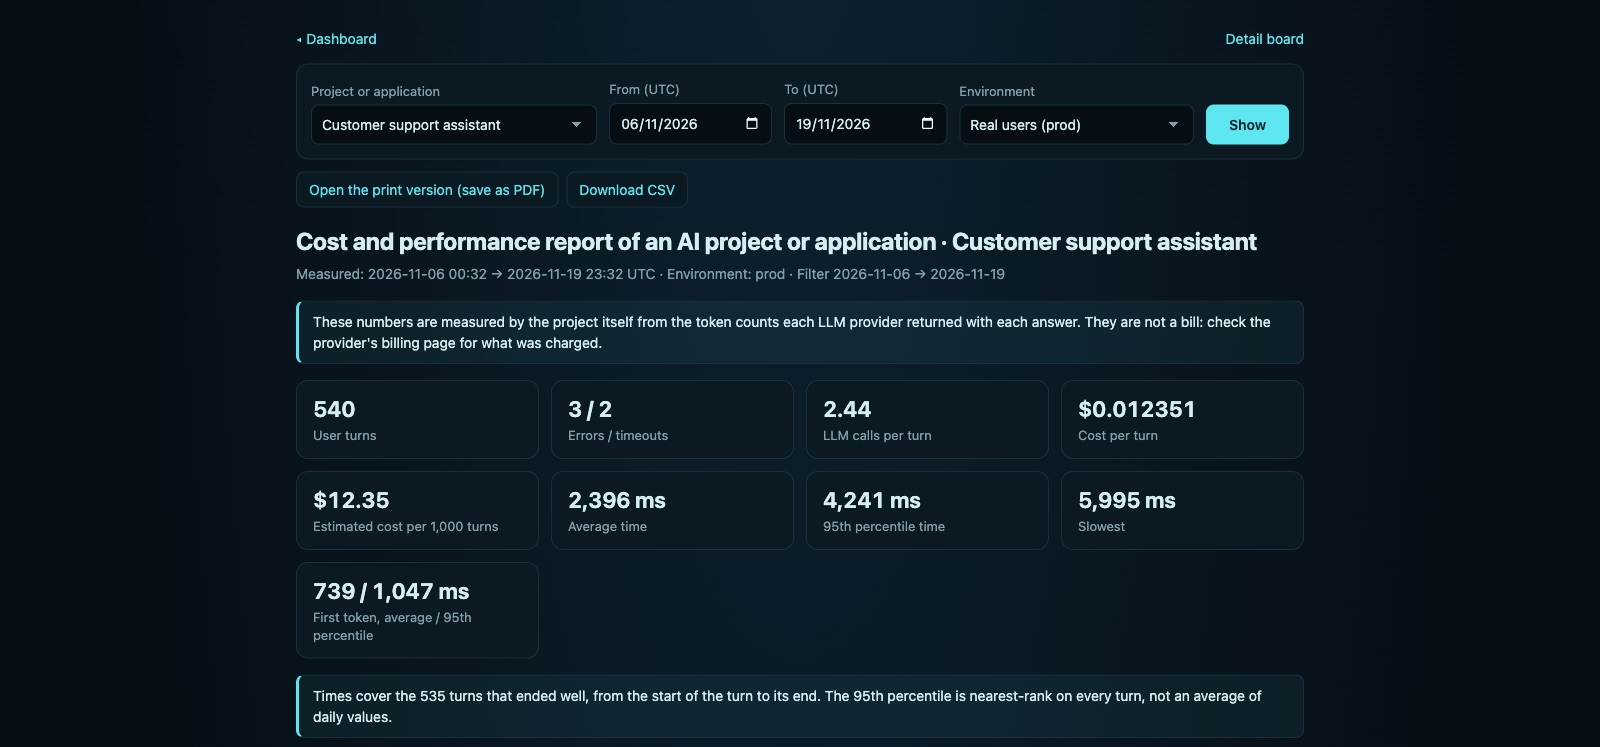 ◂ Dashboard
Detail board
Project or application
From (UTC)
To (UTC)
Environment
Customer support assistant
06/11/2026
19/11/2026
Real users (prod)
Show
Open the print version (save as PDF)
Download CSV
Cost and performance report of an AI project or application · Customer support assistant
Measured: 2026-11-06 00:32 → 2026-11-19 23:32 UTC · Environment: prod · Filter 2026-11-06 → 2026-11-19
These numbers are measured by the project itself from the token counts each LLM provider returned with each answer. They are not a bill: check the
provider's billing page for what was charged.
540
User turns
3 / 2
Errors / timeouts
2.44
LLM calls per turn
$0.012351
Cost per turn
$12.35
Estimated cost per 1,000 turns
2,396 ms
Average time
4,241 ms
95th percentile time
5,995 ms
Slowest
739 / 1,047 ms
First token, average / 95th
percentile
Times cover the 535 turns that ended well, from the start of the turn to its end. The 95th percentile is nearest-rank on every turn, not an average of
daily values.